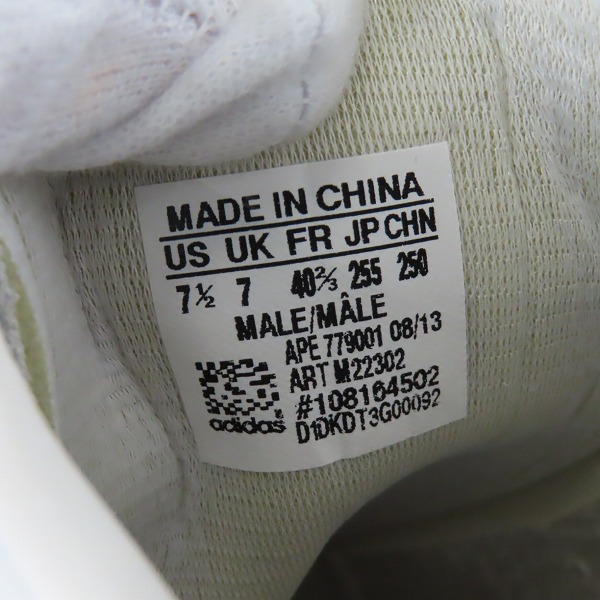 MADE IN CHINA
US UK FR JP CHN
7½ 7 40⅔ 255 250
MALE/MÂLE
APE 779001 08/13
ART M22302
#108164502
adidas D1DKDT3G00092